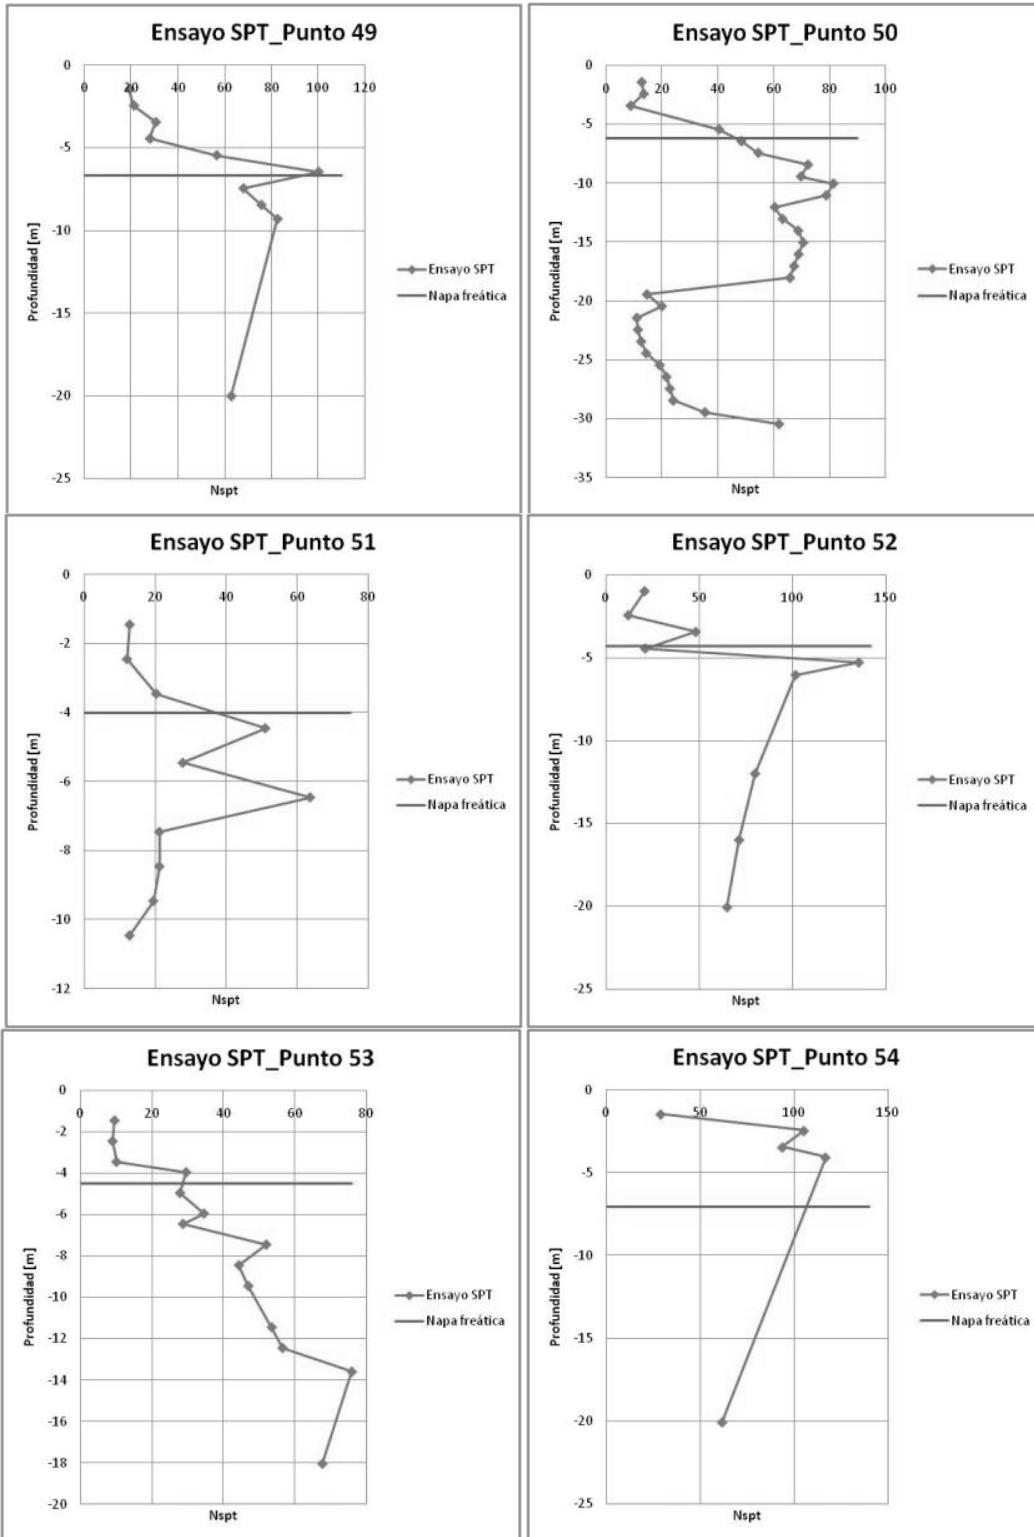 Ensayo SPT_Punto 49
0
0 20 40 60 80 100 120
-5
-10
-15
-20
-25
Profundidad [m]
Nspt
Ensayo SPT
Napa freática
Ensayo SPT_Punto 50
0
0 20 40 60 80 100
-5
-10
-15
-20
-25
-30
-35
Profundidad [m]
Nspt
Ensayo SPT
Napa freática
Ensayo SPT_Punto 51
0
0 20 40 60 80
-2
-4
-6
-8
-10
-12
Profundidad [m]
Nspt
Ensayo SPT
Napa freática
Ensayo SPT_Punto 52
0
0 50 100 150
-5
-10
-15
-20
-25
Profundidad [m]
Nspt
Ensayo SPT
Napa freática
Ensayo SPT_Punto 53
0
0 20 40 60 80
-2
-4
-6
-8
-10
-12
-14
-16
-18
-20
Profundidad [m]
Nspt
Ensayo SPT
Napa freática
Ensayo SPT_Punto 54
0
0 50 100 150
-5
-10
-15
-20
-25
Profundidad [m]
Nspt
Ensayo SPT
Napa freática